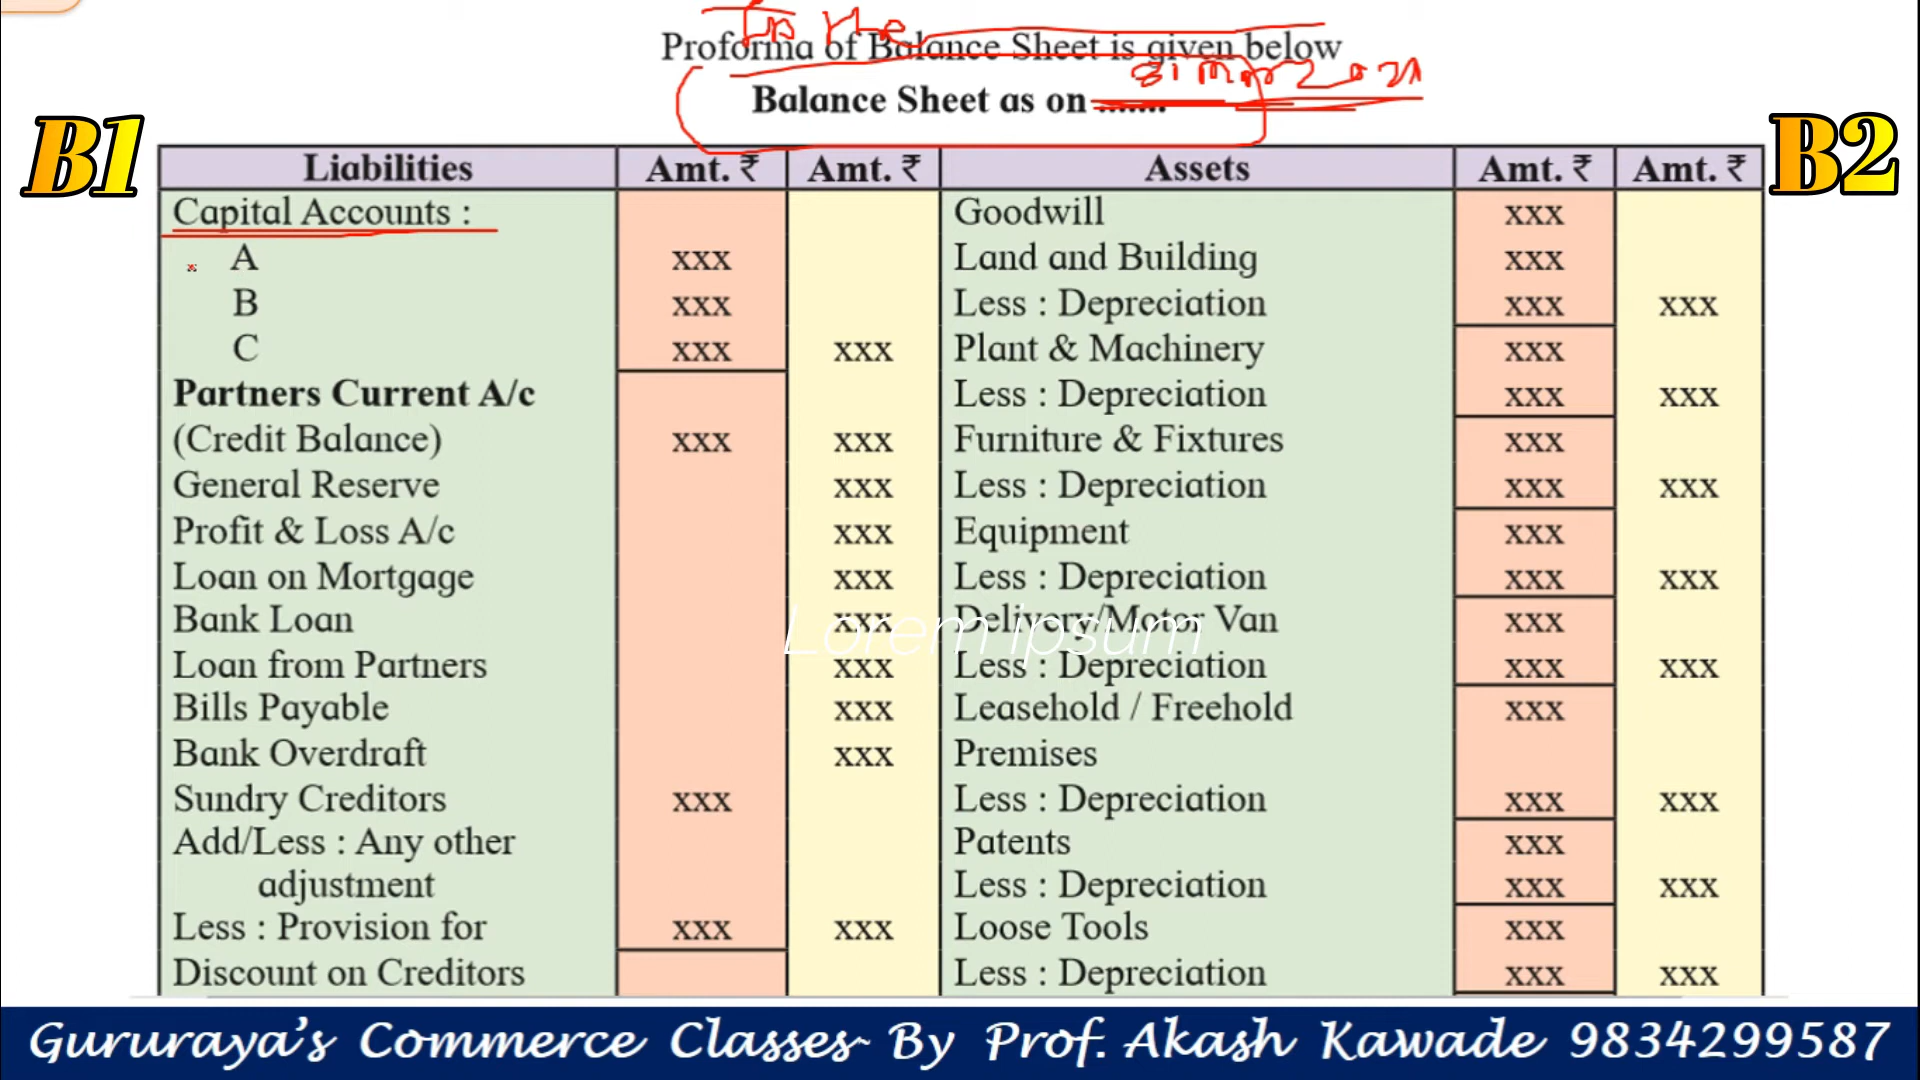 In the
Proforma of Balance Sheet is given below
Balance Sheet as on .......
31 Mar 2021
B1
B2
Liabilities Amt. ₹ Amt. ₹ Assets Amt. ₹ Amt. ₹
Capital Accounts : Goodwill xxx
A xxx Land and Building xxx
B xxx Less : Depreciation xxx xxx
C xxx xxx Plant & Machinery xxx
Partners Current A/c Less : Depreciation xxx xxx
(Credit Balance) xxx xxx Furniture & Fixtures xxx
General Reserve xxx Less : Depreciation xxx xxx
Profit & Loss A/c xxx Equipment xxx
Loan on Mortgage xxx Less : Depreciation xxx xxx
Bank Loan xxx Delivery/Motor Van xxx
Lorem ipsum
Loan from Partners xxx Less : Depreciation xxx xxx
Bills Payable xxx Leasehold / Freehold xxx
Bank Overdraft xxx Premises
Sundry Creditors xxx Less : Depreciation xxx xxx
Add/Less : Any other Patents xxx
adjustment Less : Depreciation xxx xxx
Less : Provision for xxx xxx Loose Tools xxx
Discount on Creditors Less : Depreciation xxx xxx
Gururaya's Commerce Classes- By Prof. Akash Kawade 9834299587